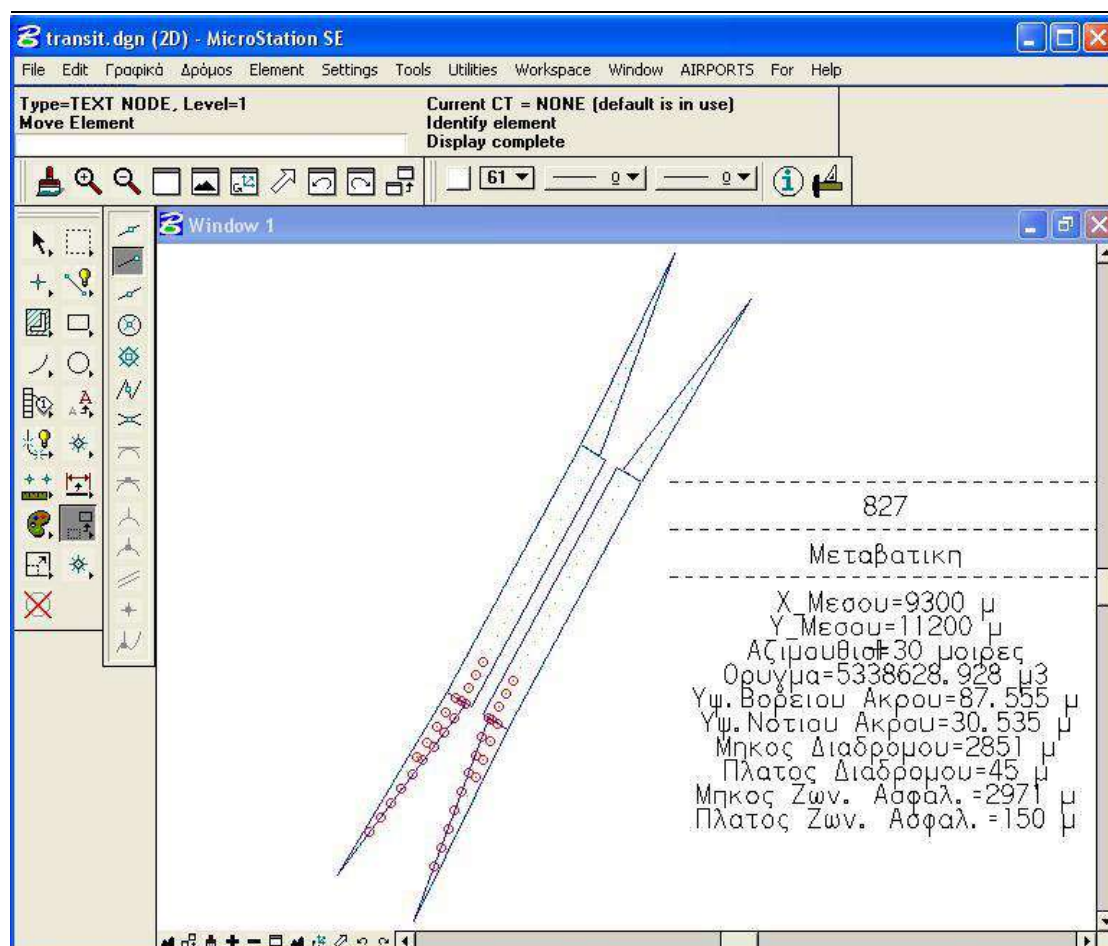 transit.dgn (2D) - MicroStation SE
File Edit Γραφικά Δρόμος Element Settings Tools Utilities Workspace Window AIRPORTS For Help
Type=TEXT NODE, Level=1 Current CT = NONE (default is in use)
Move Element Identify element
Display complete
61 0 0
Window 1
827
Μεταβατικη
Χ_Μεσου=9300 μ
Υ_Μεσου=11200 μ
30 μοιρες
Ορυγμα=5338628.928 μ3
Υψ.Βορειου Ακρου=87.555 μ
Υψ.Νοτιου Ακρου=30.535 μ
Μηκος Διαδρομου=2851 μ
Πλατος Διαδρομου=45 μ
Μηκος Ζων. Ασφαλ.=2971 μ
Πλατος Ζων. Ασφαλ.=150 μ